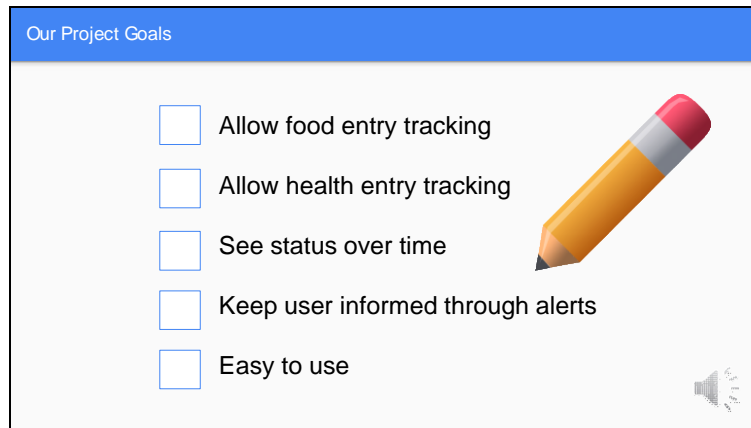 Our Project Goals
Allow food entry tracking
Allow health entry tracking
See status over time
Keep user informed through alerts
Easy to use